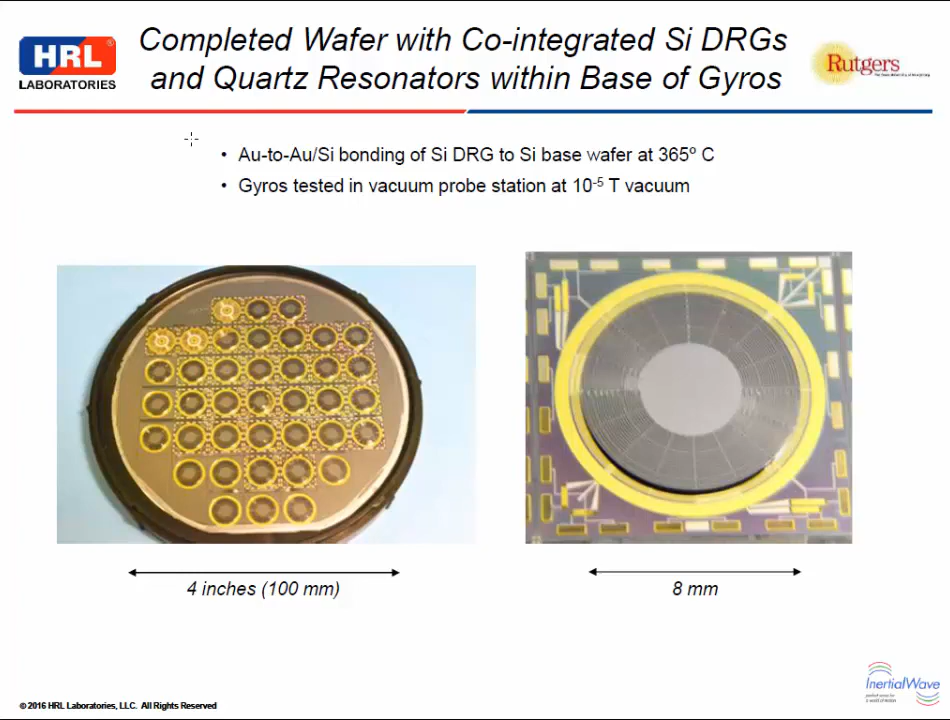 HRL
LABORATORIES
Completed Wafer with Co-integrated Si DRGs
and Quartz Resonators within Base of Gyros
Rutgers
• Au-to-Au/Si bonding of Si DRG to Si base wafer at 365º C
• Gyros tested in vacuum probe station at 10⁻⁵ T vacuum
4 inches (100 mm)
8 mm
InertialWave
© 2016 HRL Laboratories, LLC. All Rights Reserved